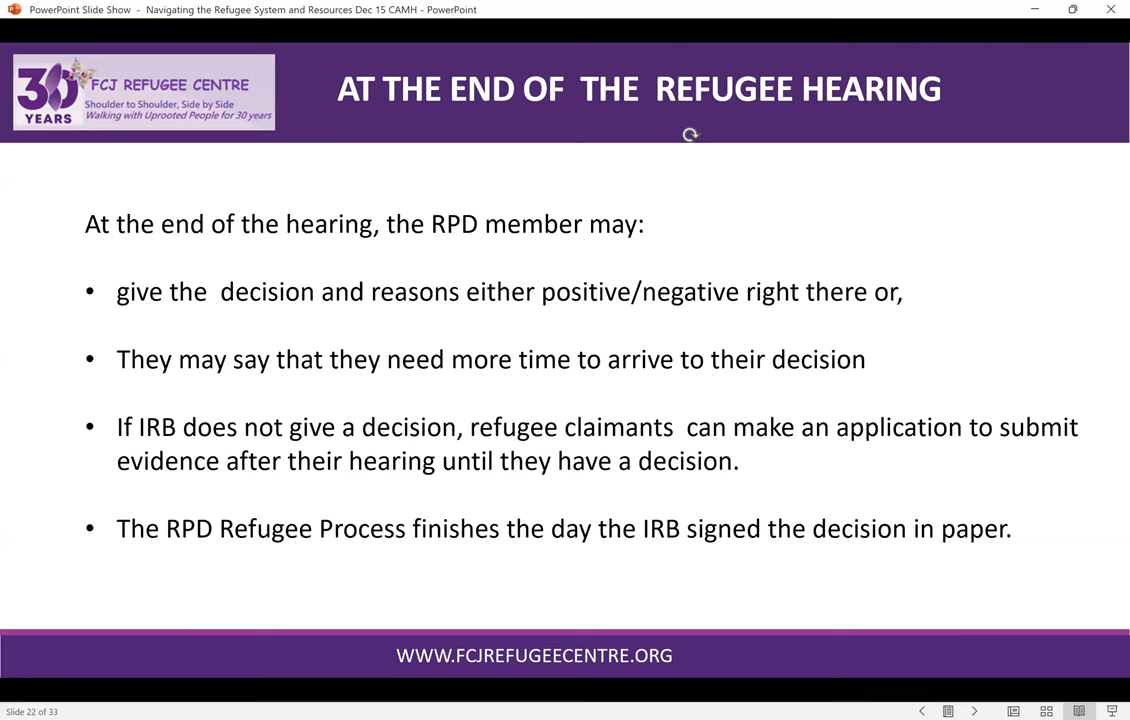 PowerPoint Slide Show - Navigating the Refugee System and Resources Dec 15 CAMH - PowerPoint
30 YEARS
FCJ REFUGEE CENTRE
Shoulder to Shoulder, Side by Side
Walking with Uprooted People for 30 years
AT THE END OF THE REFUGEE HEARING
At the end of the hearing, the RPD member may:
• give the decision and reasons either positive/negative right there or,
• They may say that they need more time to arrive to their decision
• If IRB does not give a decision, refugee claimants can make an application to submit
evidence after their hearing until they have a decision.
• The RPD Refugee Process finishes the day the IRB signed the decision in paper.
WWW.FCJREFUGEECENTRE.ORG
Slide 22 of 33